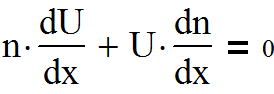 n·dU/dx + U·dn/dx = 0